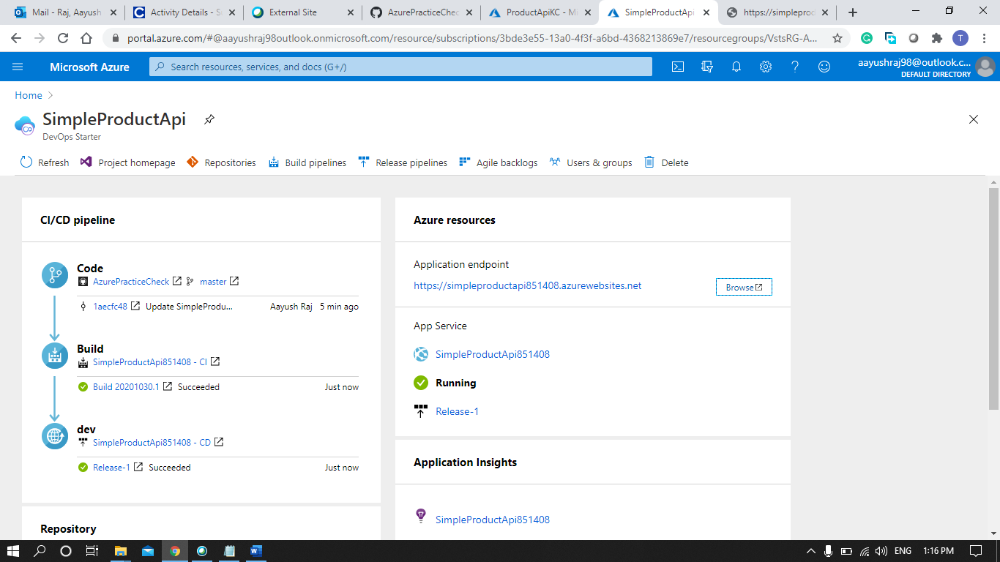 Mail - Raj, Aayush
Activity Details - S
External Site
AzurePracticeChec
ProductApiKC - Mi
SimpleProductApi
https://simpleprod
portal.azure.com/#@aayushraj98outlook.onmicrosoft.com/resource/subscriptions/3bde3e55-13a0-4f3f-a6bd-4368213869e7/resourcegroups/VstsRG-A...
T
Microsoft Azure
Search resources, services, and docs (G+/)
aayushraj98@outlook.c...
DEFAULT DIRECTORY
Home
SimpleProductApi
DevOps Starter
Refresh
Project homepage
Repositories
Build pipelines
Release pipelines
Agile backlogs
Users & groups
Delete
CI/CD pipeline
Code
AzurePracticeCheck
master
1aecfc48 Update SimpleProdu... Aayush Raj 5 min ago
Build
SimpleProductApi851408 - CI
Build 20201030.1 Succeeded Just now
dev
SimpleProductApi851408 - CD
Release-1 Succeeded Just now
Repository
Azure resources
Application endpoint
https://simpleproductapi851408.azurewebsites.net
Browse
App Service
SimpleProductApi851408
Running
Release-1
Application Insights
SimpleProductApi851408
ENG
1:16 PM